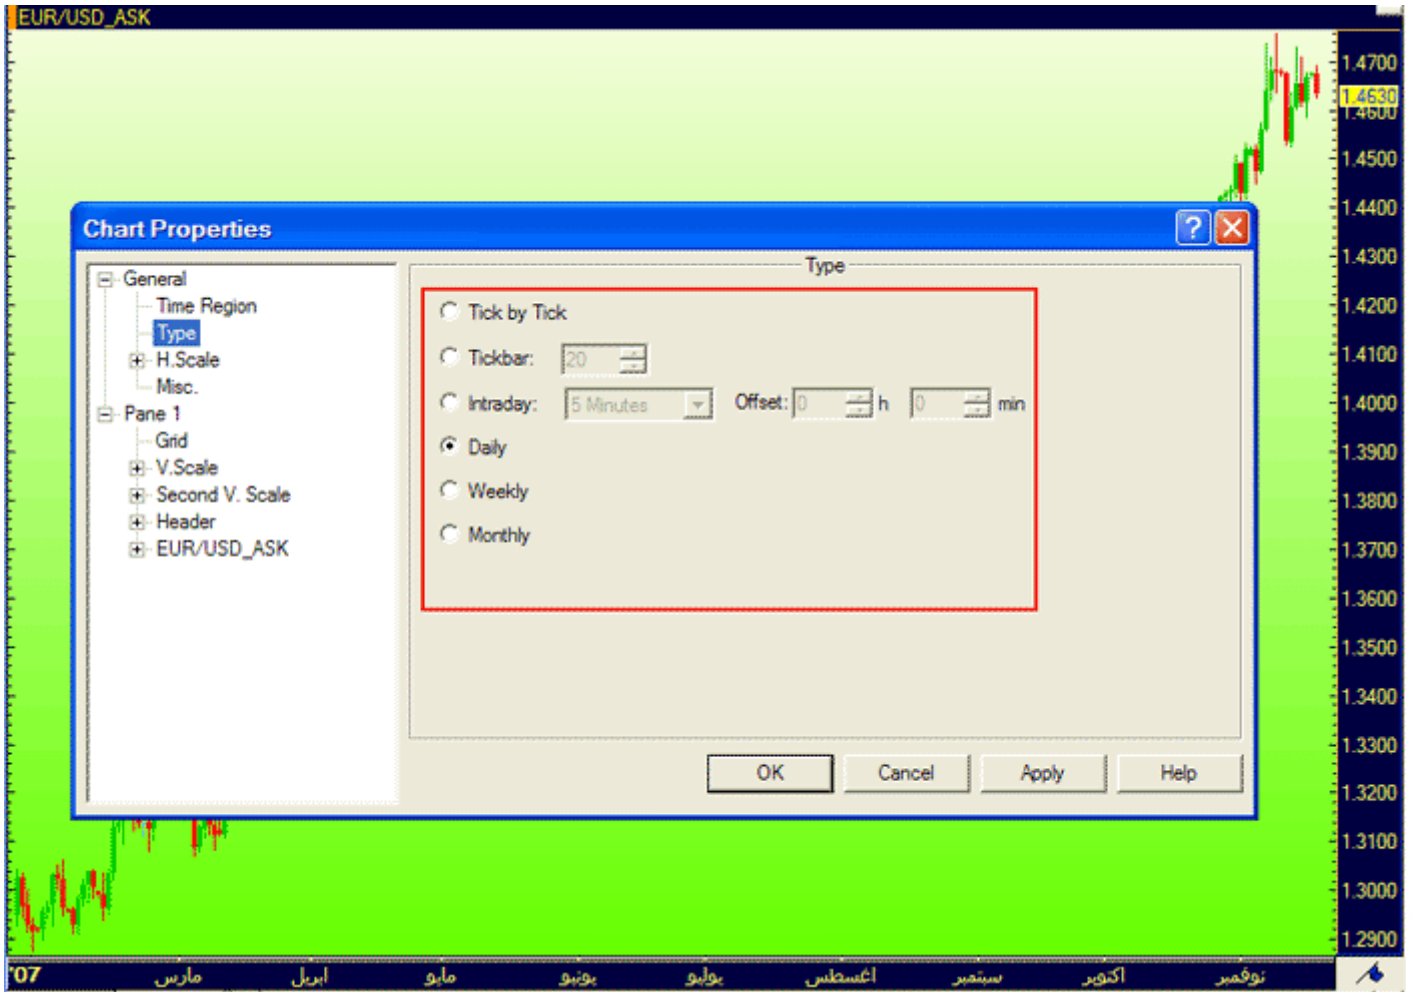 EUR/USD_ASK
1.4700
1.4630
1.4600
1.4500
1.4400
1.4300
1.4200
1.4100
1.4000
1.3900
1.3800
1.3700
1.3600
1.3500
1.3400
1.3300
1.3200
1.3100
1.3000
1.2900
Chart Properties
General
Time Region
Type
H.Scale
Misc.
Pane 1
Grid
V.Scale
Second V. Scale
Header
EUR/USD_ASK
Type
Tick by Tick
Tickbar: 20
Intraday: 5 Minutes Offset: 0 h 0 min
Daily
Weekly
Monthly
OK Cancel Apply Help
'07 مارس ابريل مايو يونيو يوليو اغسطس سبتمبر اكتوبر نوفمبر